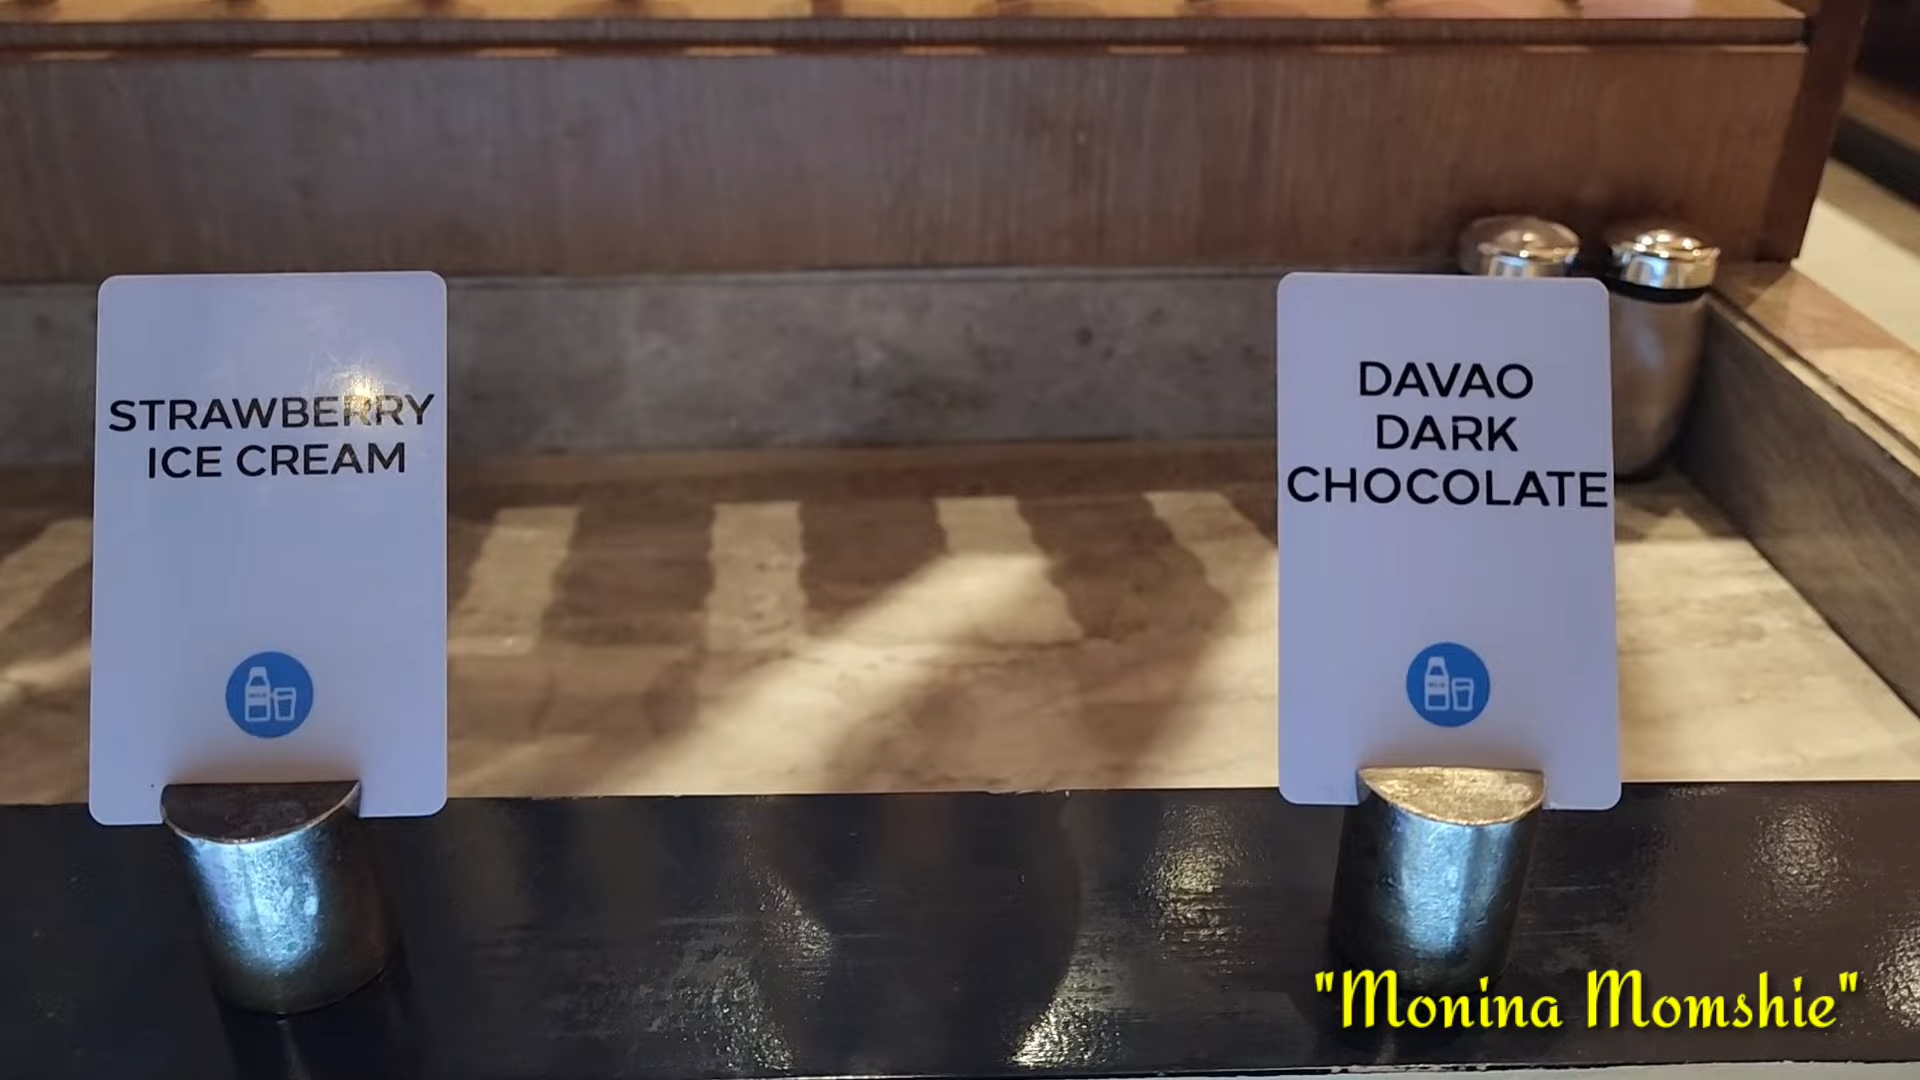 STRAWBERRY
ICE CREAM
DAVAO
DARK
CHOCOLATE
"Monina Momshie"